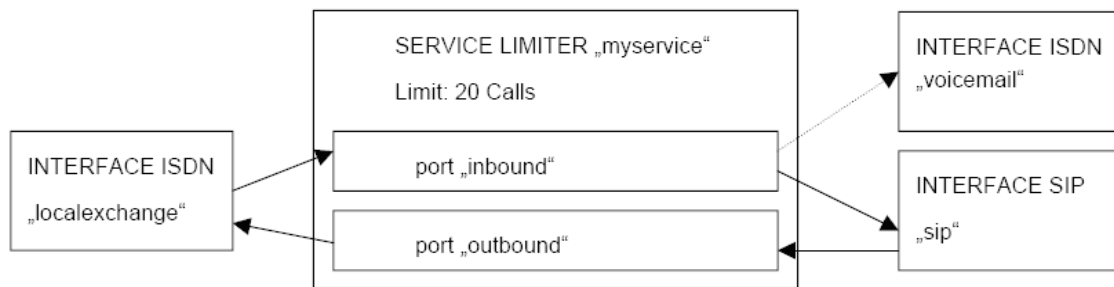 SERVICE LIMITER „myservice“
Limit: 20 Calls
INTERFACE ISDN
„voicemail“
INTERFACE ISDN
„localexchange“
port „inbound“
port „outbound“
INTERFACE SIP
„sip“